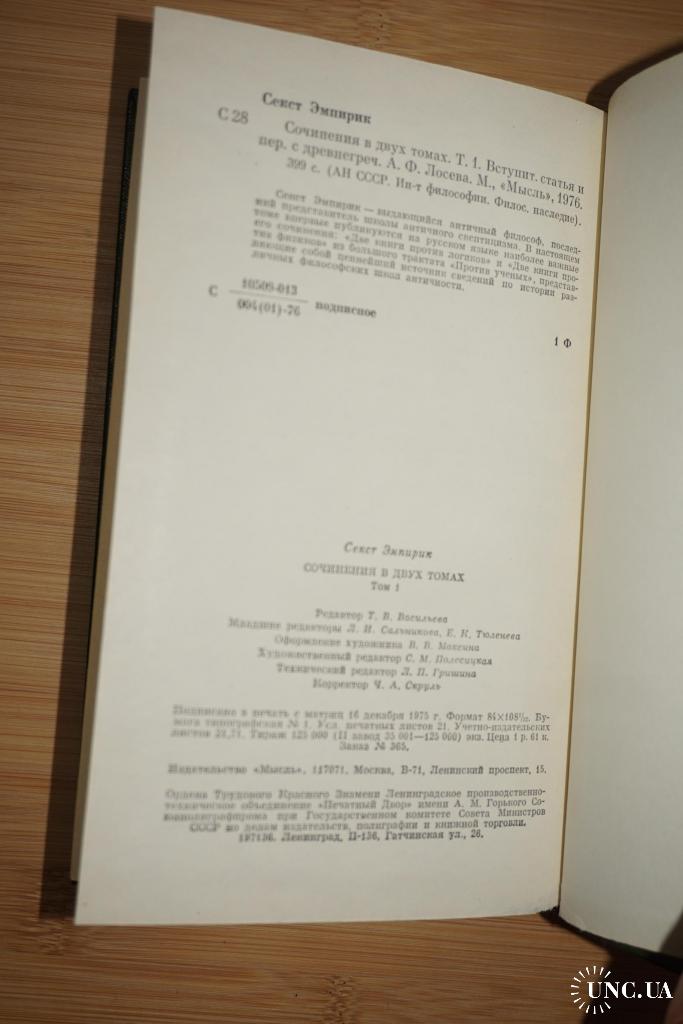 Секст Эмпирик
С 28
Сочинения в двух томах. Т. 1. Вступит. статья и
пер. с древнегреч. А. Ф. Лосева. М., «Мысль», 1976.
399 с. (АН СССР. Ин-т философии. Филос. наследие).
Секст Эмпирик — выдающийся античный философ, послед-
ний представитель школы античного скептицизма. В настоящем
томе впервые публикуются на русском языке наиболее важные
его сочинения: «Две книги против логиков» и «Две книги про-
тив физиков» из большого трактата «Против ученых», представ-
ляющие собой ценнейший источник сведений по истории раз-
личных философских школ античности.
С 10509-013
004(01)-76 подписное
1 Ф
Секст Эмпирик
СОЧИНЕНИЯ В ДВУХ ТОМАХ
Том 1
Редактор Т. В. Васильева
Младшие редакторы Л. И. Сальникова, Е. К. Тюленева
Оформление художника В. В. Максина
Художественный редактор С. М. Полесицкая
Технический редактор Л. П. Гришина
Корректор Ч. А. Скруль
Подписано в печать с матриц 16 декабря 1975 г. Формат 84×108 1/32. Бу-
мага типографская № 1. Усл. печатных листов 21. Учетно-издательских
листов 21,71. Тираж 125 000 (II завод 35 001—125 000) экз. Цена 1 р. 61 к.
Заказ № 365.
Издательство «Мысль», 117071. Москва, В-71, Ленинский проспект, 15.
Ордена Трудового Красного Знамени Ленинградское производственно-
техническое объединение «Печатный Двор» имени А. М. Горького Со-
юзполиграфпрома при Государственном комитете Совета Министров
СССР по делам издательств, полиграфии и книжной торговли.
197136. Ленинград, П-136, Гатчинская ул., 26.
UNC.UA